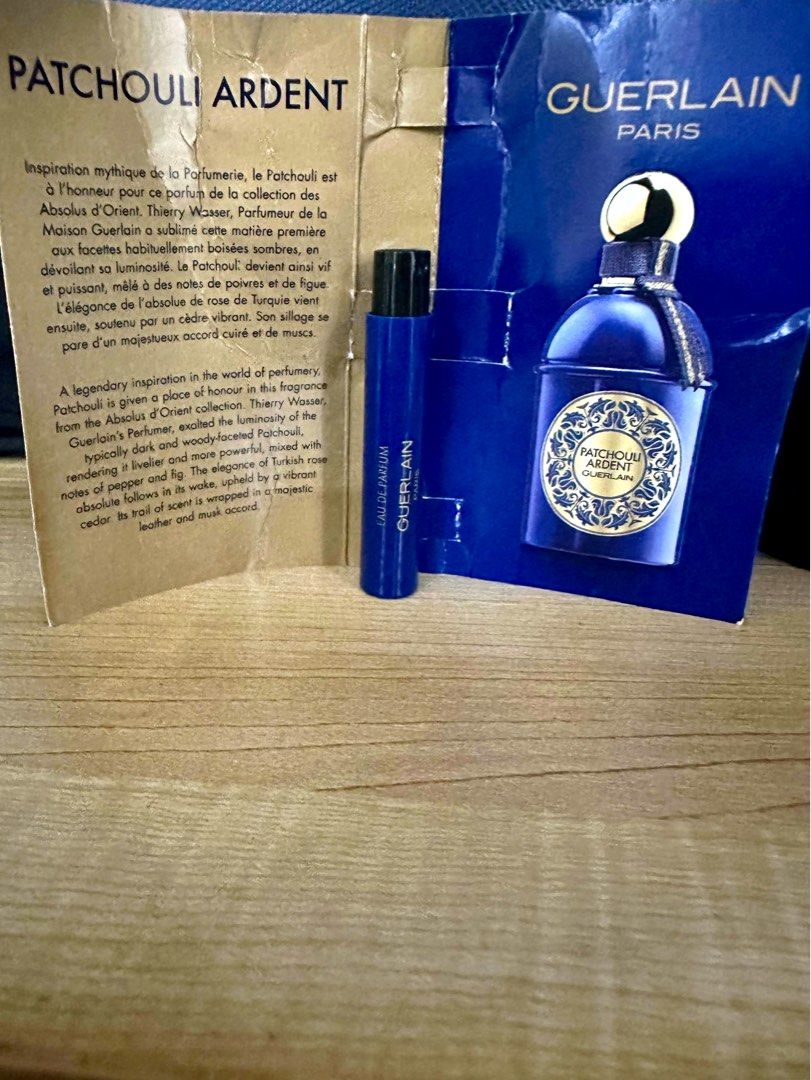 PATCHOULI ARDENT
Inspiration mythique de la Parfumerie, le Patchouli est
à l'honneur pour ce parfum de la collection des
Absolus d'Orient. Thierry Wasser, Parfumeur de la
Maison Guerlain a sublimé cette matière première
aux facettes habituellement boisées sombres, en
dévoilant sa luminosité. Le Patchouli devient ainsi vif
et puissant, mêlé à des notes de poivres et de figue.
L'élégance de l'absolue de rose de Turquie vient
ensuite, soutenu par un cèdre vibrant. Son sillage se
pare d'un majestueux accord cuiré et de muscs.
A legendary inspiration in the world of perfumery,
Patchouli is given a place of honour in this fragrance
from the Absolus d'Orient collection. Thierry Wasser,
Guerlain's Perfumer, exalted the luminosity of the
typically dark and woody-faceted Patchouli,
rendering it livelier and more powerful, mixed with
notes of pepper and fig. The elegance of Turkish rose
absolute follows in its wake, upheld by a vibrant
cedar. Its trail of scent is wrapped in a majestic
leather and musk accord.
EAU DE PARFUM
GUERLAIN
PARIS
GUERLAIN
PARIS
PATCHOULI
ARDENT
GUERLAIN